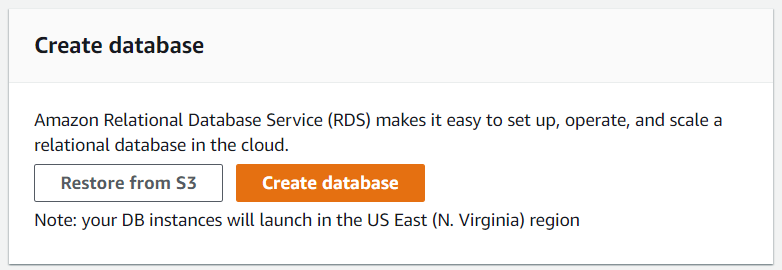 Create database
Amazon Relational Database Service (RDS) makes it easy to set up, operate, and scale a
relational database in the cloud.
Restore from S3 Create database
Note: your DB instances will launch in the US East (N. Virginia) region